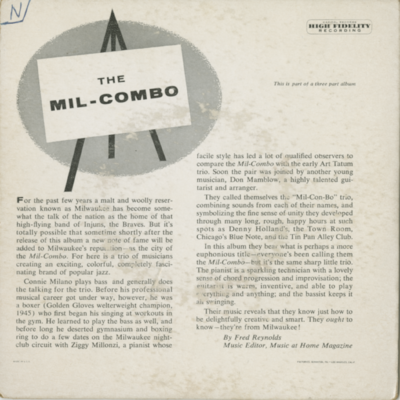 N
HIGH FIDELITY
RECORDING
THE
MIL-COMBO
This is part of a three part album
For the past few years a malt and woolly reser-
vation known as Milwaukee has become some-
what the talk of the nation as the home of that
high-flying band of Injuns, the Braves. But it's
totally possible that sometime shortly after the
release of this album a new note of fame will be
added to Milwaukee's reputation—as the city of
the Mil-Combo. For here is a trio of musicians
creating an exciting, colorful, completely fasci-
nating brand of popular jazz.
Connie Milano plays bass and generally does
the talking for the trio. Before his professional
musical career got under way, however, he was
a boxer (Golden Gloves welterweight champion,
1945) who first began his singing at workouts in
the gym. He learned to play the bass as well, and
before long he deserted gymnasium and boxing
ring to do a few dates on the Milwaukee night-
club circuit with Ziggy Millonzi, a pianist whose
facile style has led a lot of qualified observers to
compare the Mil-Combo with the early Art Tatum
trio. Soon the pair was joined by another young
musician, Don Mamblow, a highly talented gui-
tarist and arranger.
They called themselves the "Mil-Con-Bo" trio,
combining sounds from each of their names, and
symbolizing the fine sense of unity they developed
through many long, rough, happy hours at such
spots as Denny Holland's, the Town Room,
Chicago's Blue Note, and the Tin Pan Alley Club.
In this album they bear what is perhaps a more
euphonious title—everyone's been calling them
the Mil-Combo—but it's the same sharp little trio.
The pianist is a sparkling technician with a lovely
sense of chord progression and improvisation; the
guitarist is warm, inventive, and able to play
everything and anything; and the bassist keeps it
all swinging.
Their music reveals that they know just how to
be delightfully creative and smart. They ought to
know—they're from Milwaukee!
By Fred Reynolds
Music Editor, Music at Home Magazine